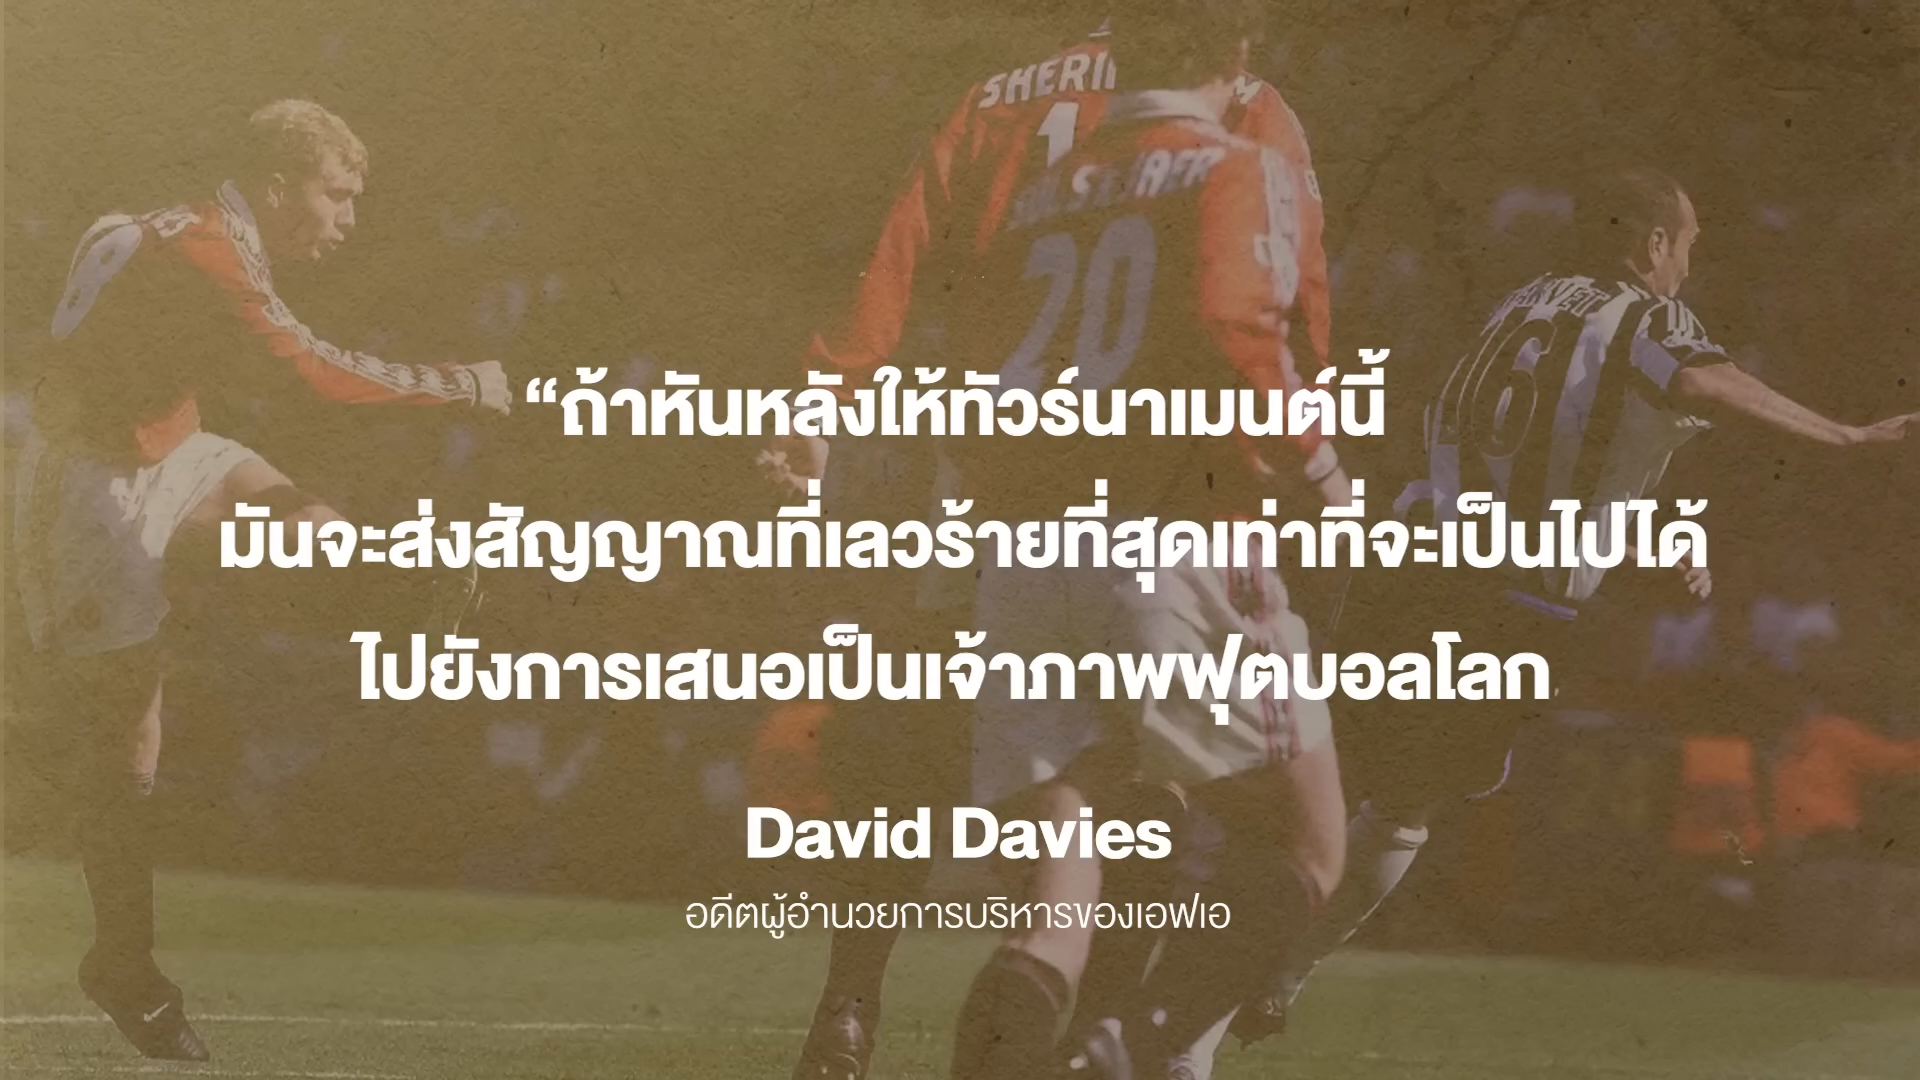 SHERI
1
20
16
“ถ้าหันหลังให้ทัวร์นาเมนต์นี้
มันจะส่งสัญญาณที่เลวร้ายที่สุดเท่าที่จะเป็นไปได้
ไปยังการเสนอเป็นเจ้าภาพฟุตบอลโลก
David Davies
อดีตผู้อำนวยการบริหารของเอฟเอ